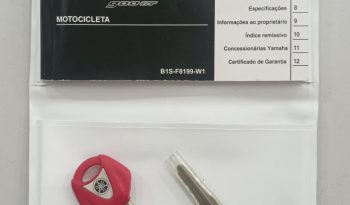 MOTOCICLETA
B1S-F8199-W1
Especificações 8
Informações ao proprietário 9
Índice remissivo 10
Concessionárias Yamaha 11
Certificado de Garantia 12